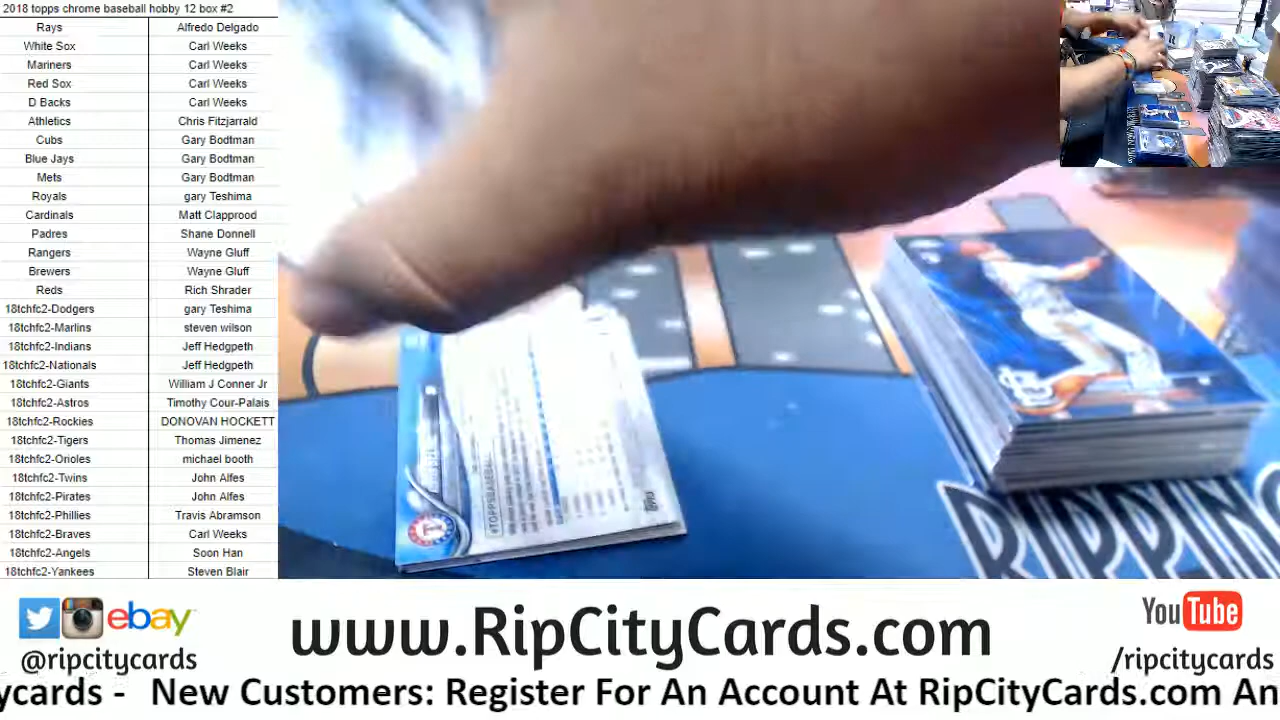 2018 topps chrome baseball hobby 12 box #2
Rays Alfredo Delgado
White Sox Carl Weeks
Mariners Carl Weeks
Red Sox Carl Weeks
D Backs Carl Weeks
Athletics Chris Fitzjarrald
Cubs Gary Bodtman
Blue Jays Gary Bodtman
Mets Gary Bodtman
Royals gary Teshima
Cardinals Matt Clapprood
Padres Shane Donnell
Rangers Wayne Gluff
Brewers Wayne Gluff
Reds Rich Shrader
18tchfc2-Dodgers gary Teshima
18tchfc2-Marlins steven wilson
18tchfc2-Indians Jeff Hedgpeth
18tchfc2-Nationals Jeff Hedgpeth
18tchfc2-Giants William J Conner Jr
18tchfc2-Astros Timothy Cour-Palais
18tchfc2-Rockies DONOVAN HOCKETT
18tchfc2-Tigers Thomas Jimenez
18tchfc2-Orioles michael booth
18tchfc2-Twins John Alfes
18tchfc2-Pirates John Alfes
18tchfc2-Phillies Travis Abramson
18tchfc2-Braves Carl Weeks
18tchfc2-Angels Soon Han
18tchfc2-Yankees Steven Blair
#TOPPSBASEBALL
topps
T
RIPPING
ebay
@ripcitycards
www.RipCityCards.com
YouTube
/ripcitycards
ycards - New Customers: Register For An Account At RipCityCards.com An